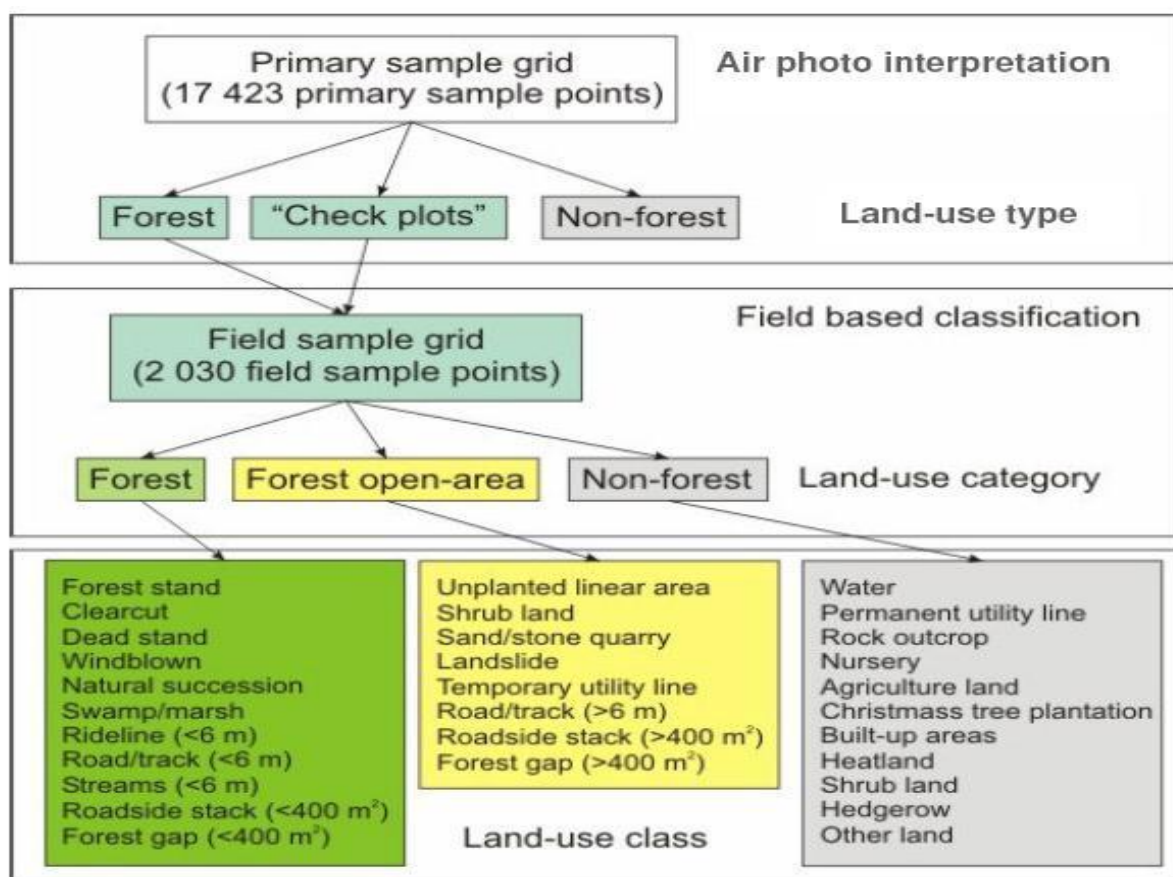 Primary sample grid
(17 423 primary sample points)
Air photo interpretation
Forest
"Check plots"
Non-forest
Land-use type
Field based classification
Field sample grid
(2 030 field sample points)
Forest
Forest open-area
Non-forest
Land-use category
Forest stand
Clearcut
Dead stand
Windblown
Natural succession
Swamp/marsh
Rideline (<6 m)
Road/track (<6 m)
Streams (<6 m)
Roadside stack (<400 m²)
Forest gap (<400 m²)
Unplanted linear area
Shrub land
Sand/stone quarry
Landslide
Temporary utility line
Road/track (>6 m)
Roadside stack (>400 m²)
Forest gap (>400 m²)
Water
Permanent utility line
Rock outcrop
Nursery
Agriculture land
Christmass tree plantation
Built-up areas
Heatland
Shrub land
Hedgerow
Other land
Land-use class